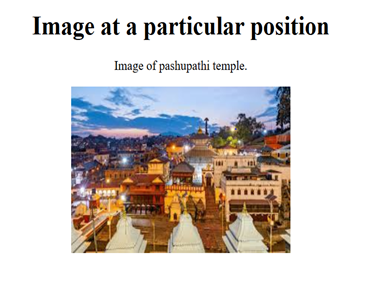 Image at a particular position
Image of pashupathi temple.